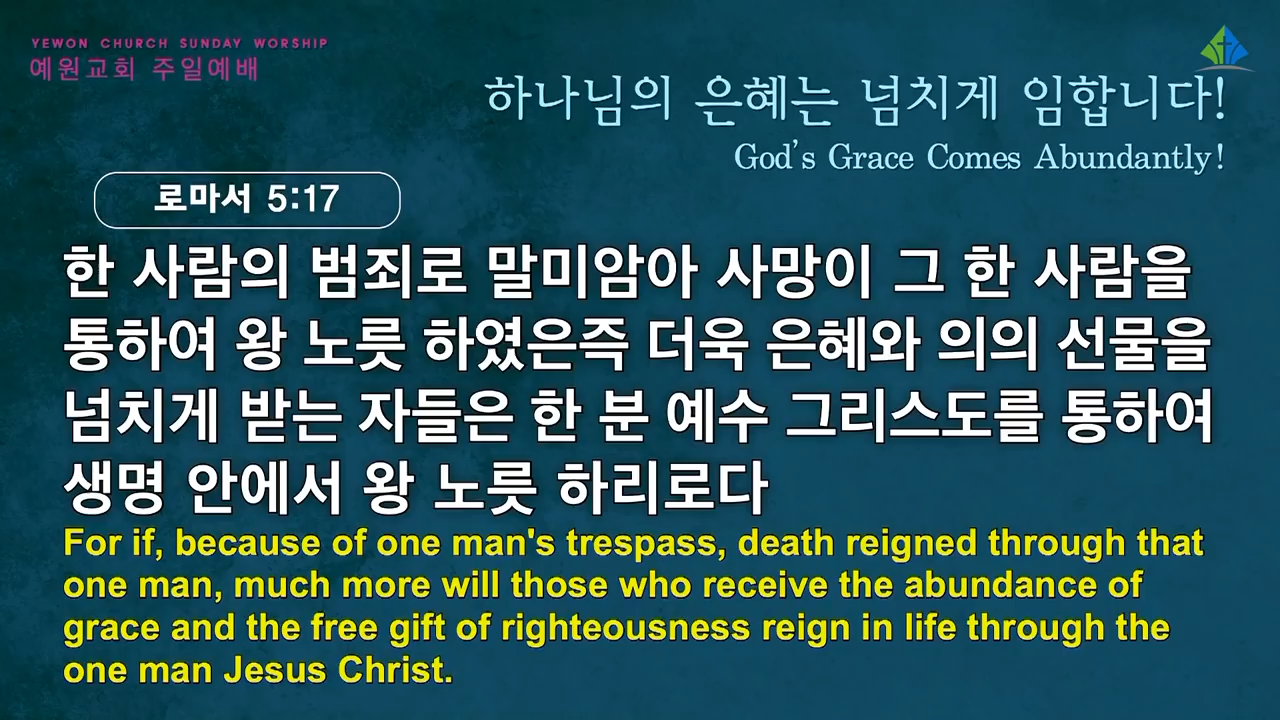 YEWON CHURCH SUNDAY WORSHIP
예원교회 주일예배
하나님의 은혜는 넘치게 임합니다!
God's Grace Comes Abundantly!
로마서 5:17
한 사람의 범죄로 말미암아 사망이 그 한 사람을
통하여 왕 노릇 하였은즉 더욱 은혜와 의의 선물을
넘치게 받는 자들은 한 분 예수 그리스도를 통하여
생명 안에서 왕 노릇 하리로다
For if, because of one man's trespass, death reigned through that
one man, much more will those who receive the abundance of
grace and the free gift of righteousness reign in life through the
one man Jesus Christ.